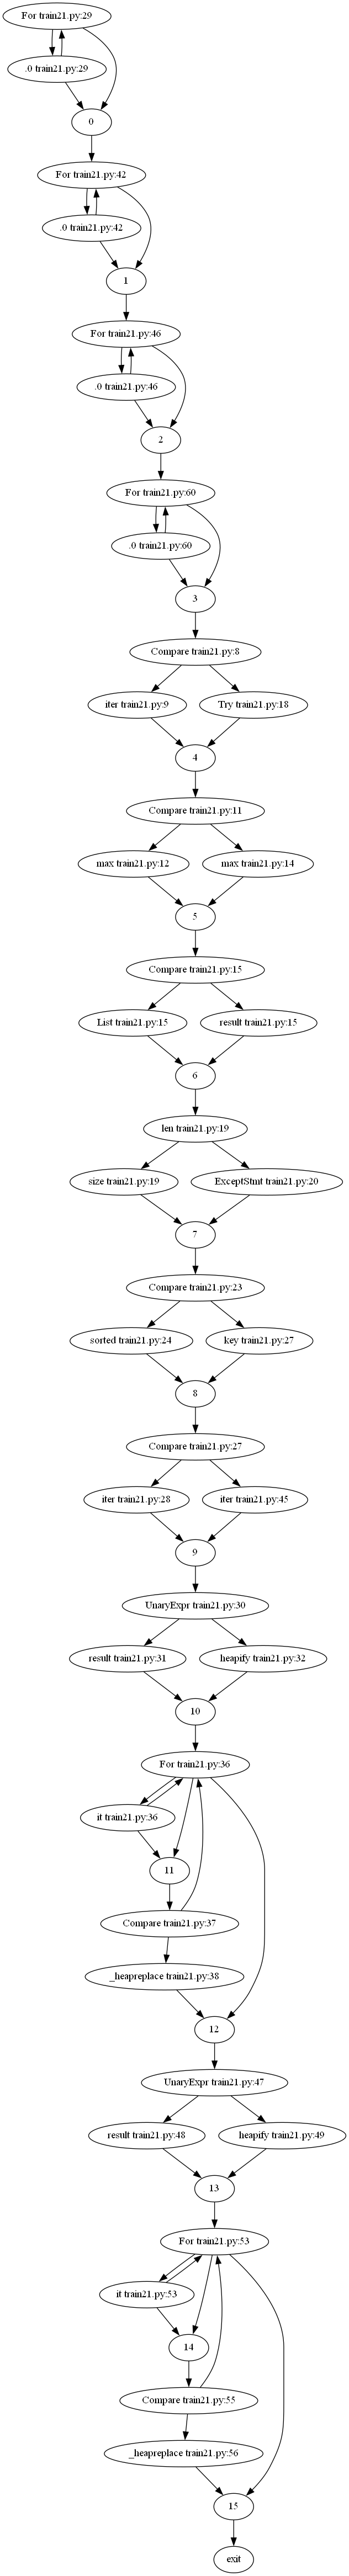 For train21.py:29
.0 train21.py:29
0
For train21.py:42
.0 train21.py:42
1
For train21.py:46
.0 train21.py:46
2
For train21.py:60
.0 train21.py:60
3
Compare train21.py:8
iter train21.py:9
Try train21.py:18
4
Compare train21.py:11
max train21.py:12
max train21.py:14
5
Compare train21.py:15
List train21.py:15
result train21.py:15
6
len train21.py:19
size train21.py:19
ExceptStmt train21.py:20
7
Compare train21.py:23
sorted train21.py:24
key train21.py:27
8
Compare train21.py:27
iter train21.py:28
iter train21.py:45
9
UnaryExpr train21.py:30
result train21.py:31
heapify train21.py:32
10
For train21.py:36
it train21.py:36
11
Compare train21.py:37
_heapreplace train21.py:38
12
UnaryExpr train21.py:47
result train21.py:48
heapify train21.py:49
13
For train21.py:53
it train21.py:53
14
Compare train21.py:55
_heapreplace train21.py:56
15
exit